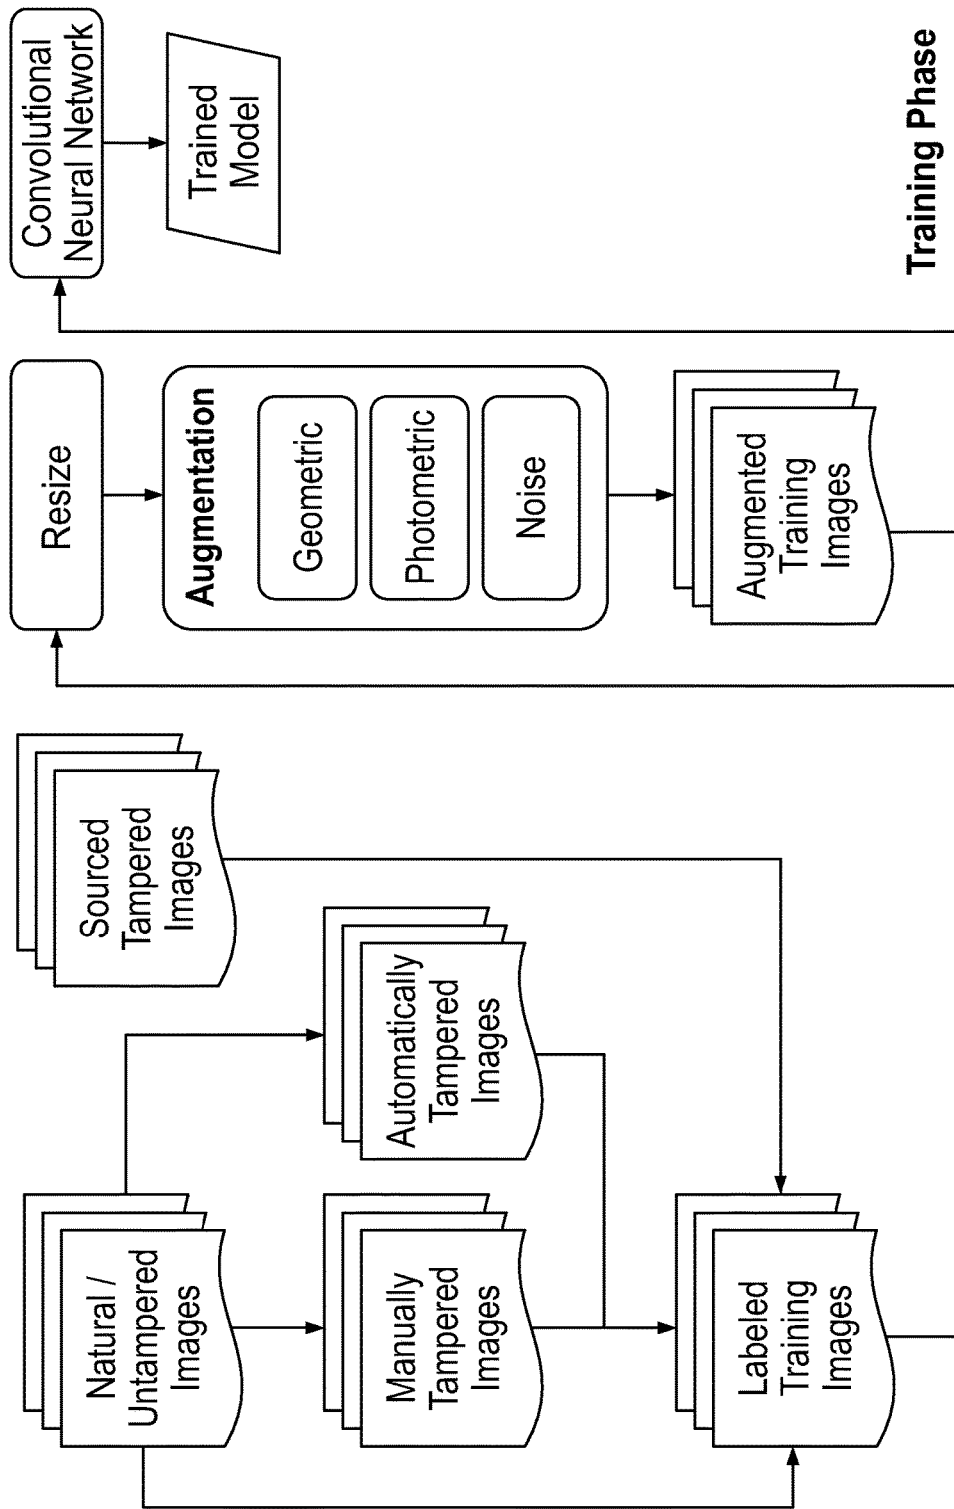 Natural /
Untampered
Images
Manually
Tampered
Images
Automatically
Tampered
Images
Sourced
Tampered
Images
Labeled
Training
Images
Resize
Augmentation
Geometric
Photometric
Noise
Augmented
Training
Images
Convolutional
Neural Network
Trained
Model
Training Phase